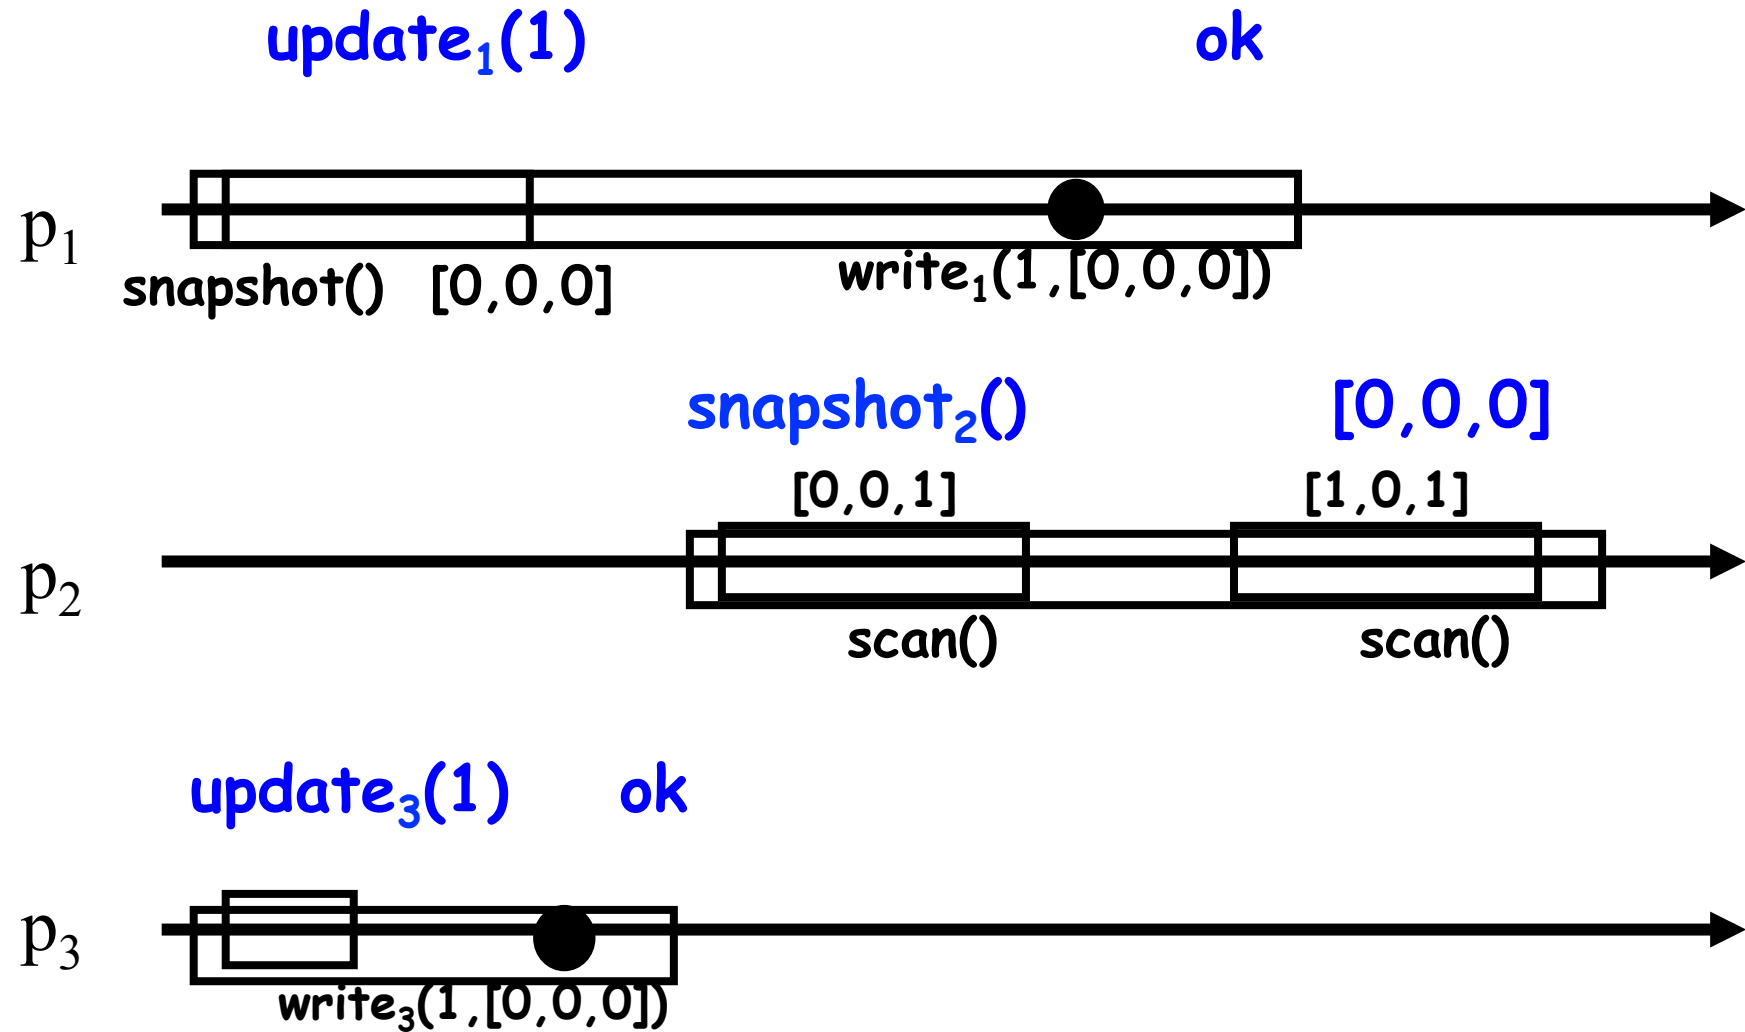 update₁(1) ok
p₁
snapshot() [0,0,0] write₁(1,[0,0,0])
snapshot₂() [0,0,0]
[0,0,1] [1,0,1]
p₂
scan() scan()
update₃(1) ok
p₃
write₃(1,[0,0,0])